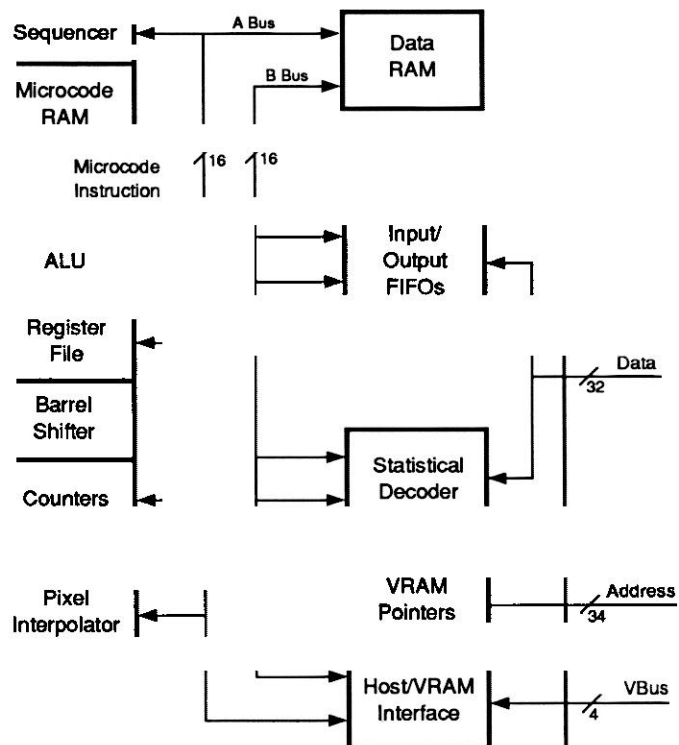 Sequencer
A Bus
Data
RAM
Microcode
RAM
B Bus
Microcode
Instruction
16
16
ALU
Input/
Output
FIFOs
Register
File
Data
32
Barrel
Shifter
Statistical
Decoder
Counters
Pixel
Interpolator
VRAM
Pointers
Address
34
Host/VRAM
Interface
VBus
4